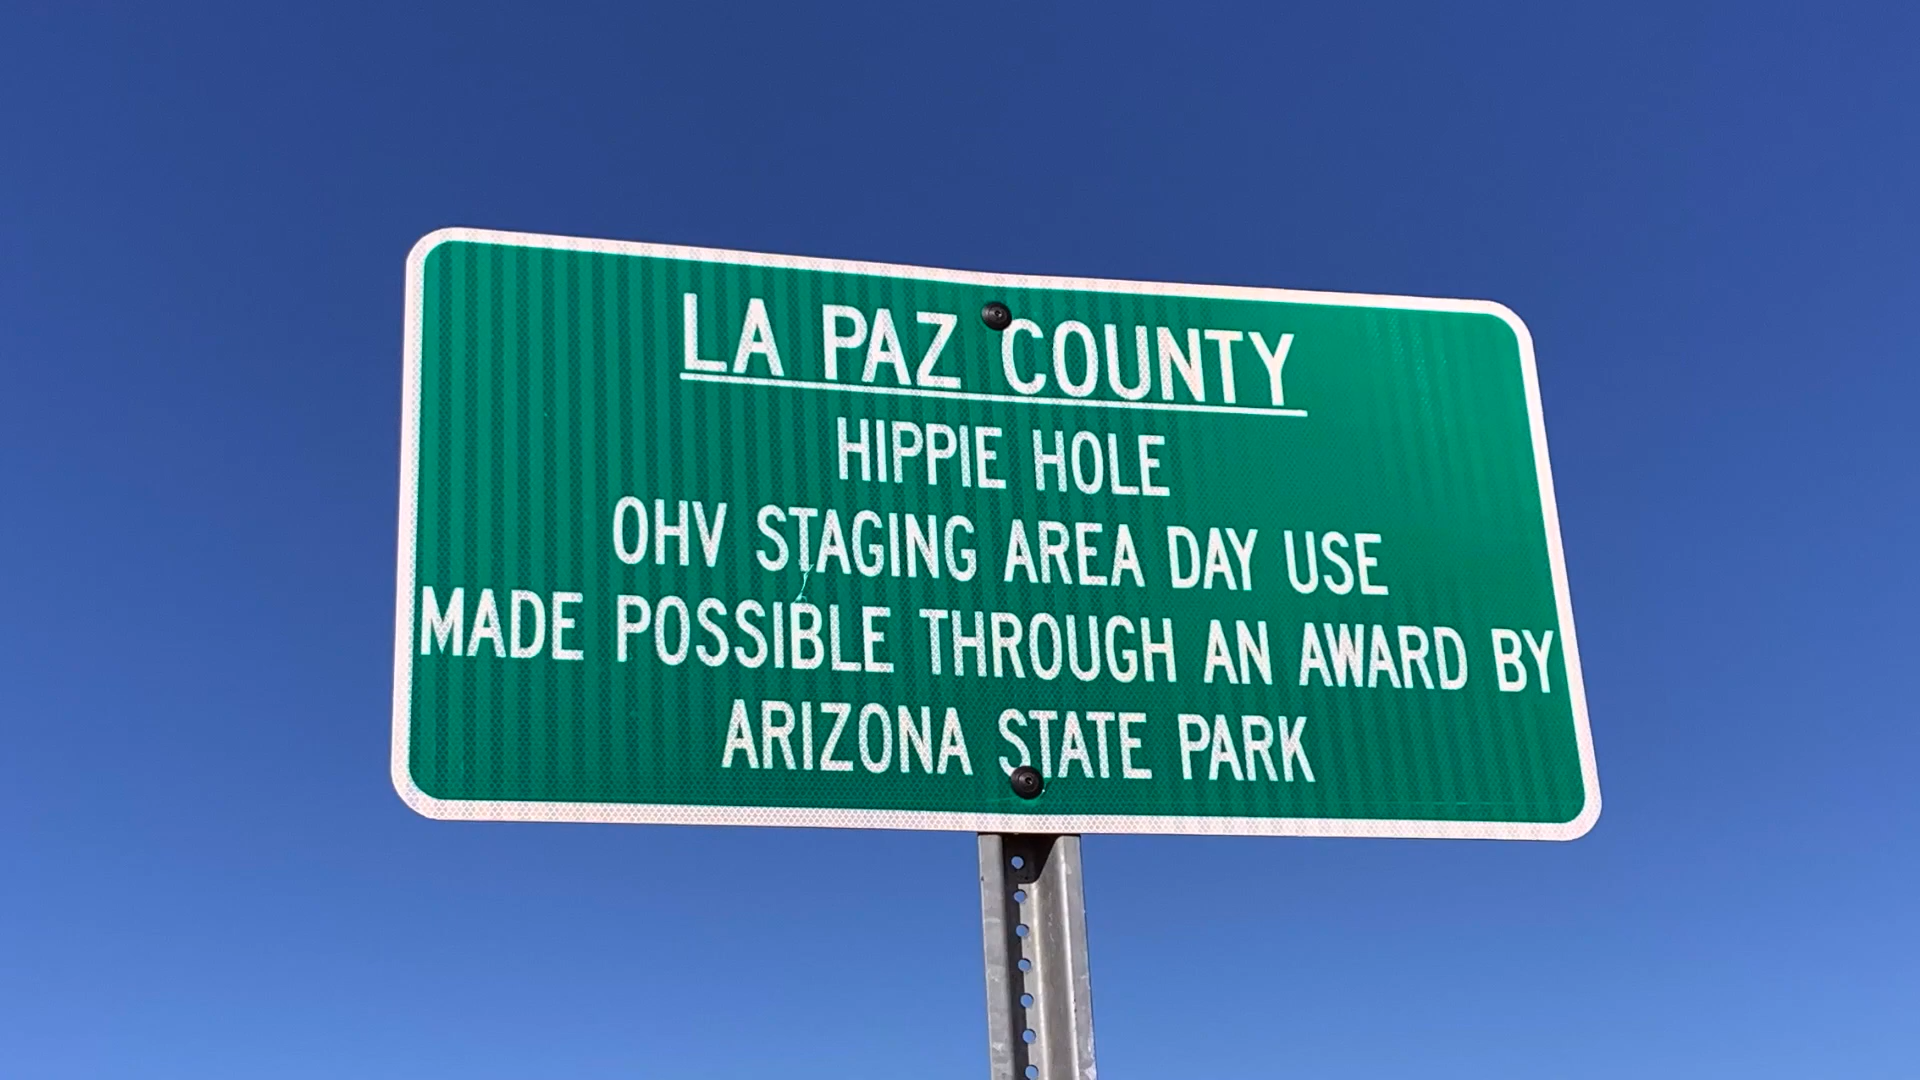 LA PAZ COUNTY
HIPPIE HOLE
OHV STAGING AREA DAY USE
MADE POSSIBLE THROUGH AN AWARD BY
ARIZONA STATE PARK